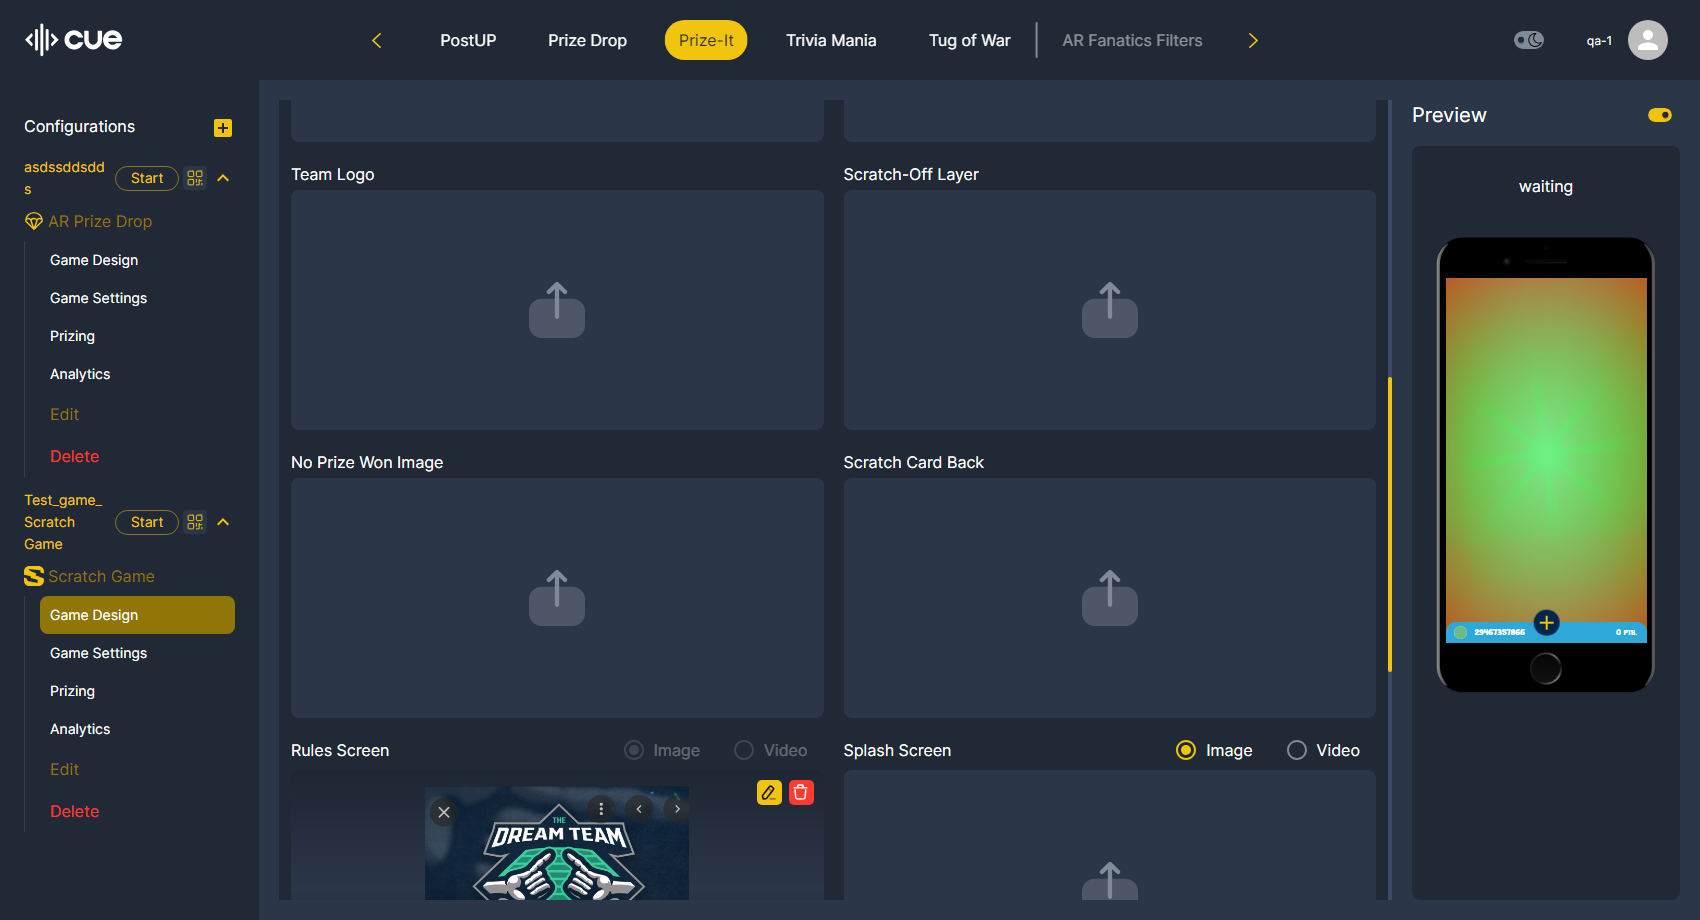 cue
PostUP
Prize Drop
Prize-It
Trivia Mania
Tug of War
AR Fanatics Filters
qa-1
Configurations
asdssddsdd
s
Start
AR Prize Drop
Game Design
Game Settings
Prizing
Analytics
Edit
Delete
Test_game_
Scratch
Game
Start
Scratch Game
Game Design
Game Settings
Prizing
Analytics
Edit
Delete
Team Logo
Scratch-Off Layer
No Prize Won Image
Scratch Card Back
Rules Screen
Image
Video
Splash Screen
Image
Video
THE
DREAM TEAM
Preview
waiting
29467357866
0 PTS.